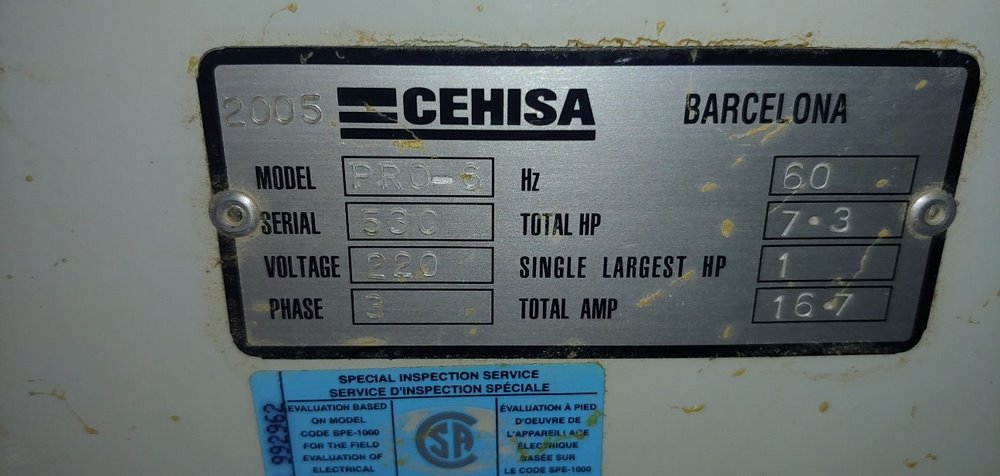 2005 CEHISA BARCELONA
MODEL PRO-3 Hz 60
SERIAL 530 TOTAL HP 7.3
VOLTAGE 220 SINGLE LARGEST HP 1
PHASE 3 TOTAL AMP 16.7
SPECIAL INSPECTION SERVICE
SERVICE D'INSPECTION SPÉCIALE
992962
EVALUATION BASED
ON MODEL
CODE SPE-1000
FOR THE FIELD
EVALUATION OF
ELECTRICAL
CSA
ÉVALUATION À PIED
D'OEUVRE DE
L'APPAREILLAGE
ÉLECTRIQUE
BASÉE SUR
LE CODE SPE-1000